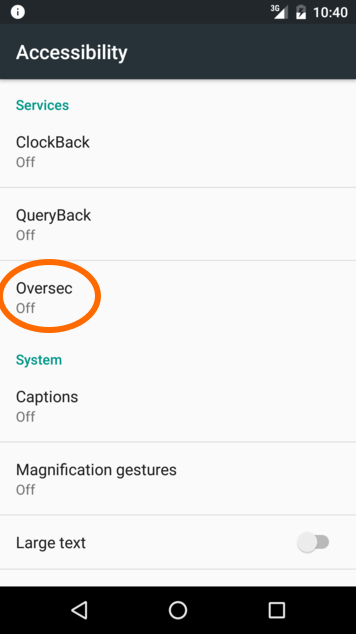 3G 10:40
Accessibility
Services
ClockBack
Off
QueryBack
Off
Oversec
Off
System
Captions
Off
Magnification gestures
Off
Large text